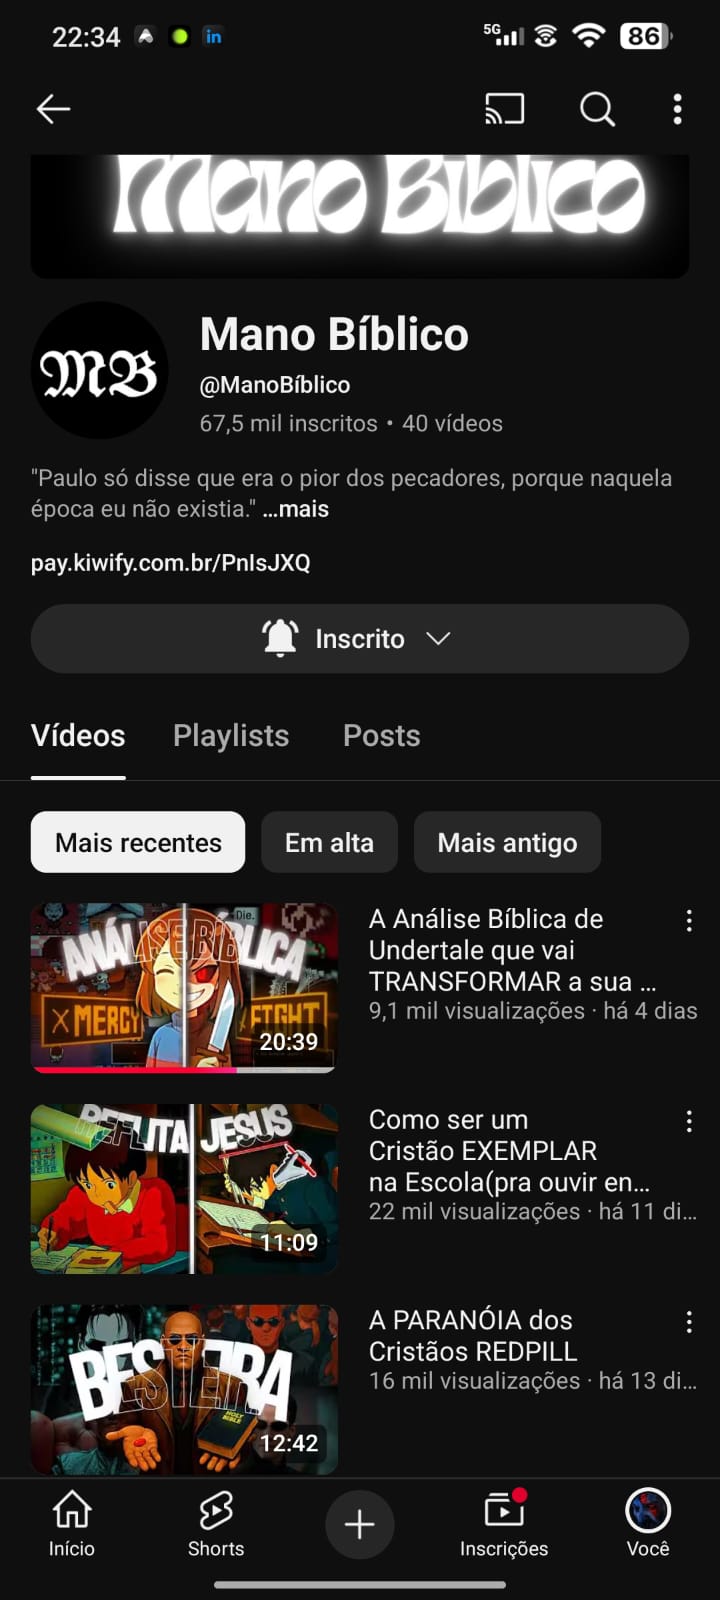 22:34
in
5G
86
Mano Bíblico
MB
Mano Bíblico
@ManoBíblico
67,5 mil inscritos • 40 vídeos
"Paulo só disse que era o pior dos pecadores, porque naquela
época eu não existia." ...mais
pay.kiwify.com.br/PnIsJXQ
Inscrito
Vídeos
Playlists
Posts
Mais recentes
Em alta
Mais antigo
Die.
ANÁLISE BÍBLICA
X MERCY
FIGHT
20:39
A Análise Bíblica de
Undertale que vai
TRANSFORMAR a sua ...
9,1 mil visualizações · há 4 dias
REFLITA JESUS
11:09
Como ser um
Cristão EXEMPLAR
na Escola(pra ouvir en...
22 mil visualizações · há 11 di...
BESTEIRA
HOLY
BIBLE
12:42
A PARANÓIA dos
Cristãos REDPILL
16 mil visualizações · há 13 di...
Início
Shorts
Inscrições
Você